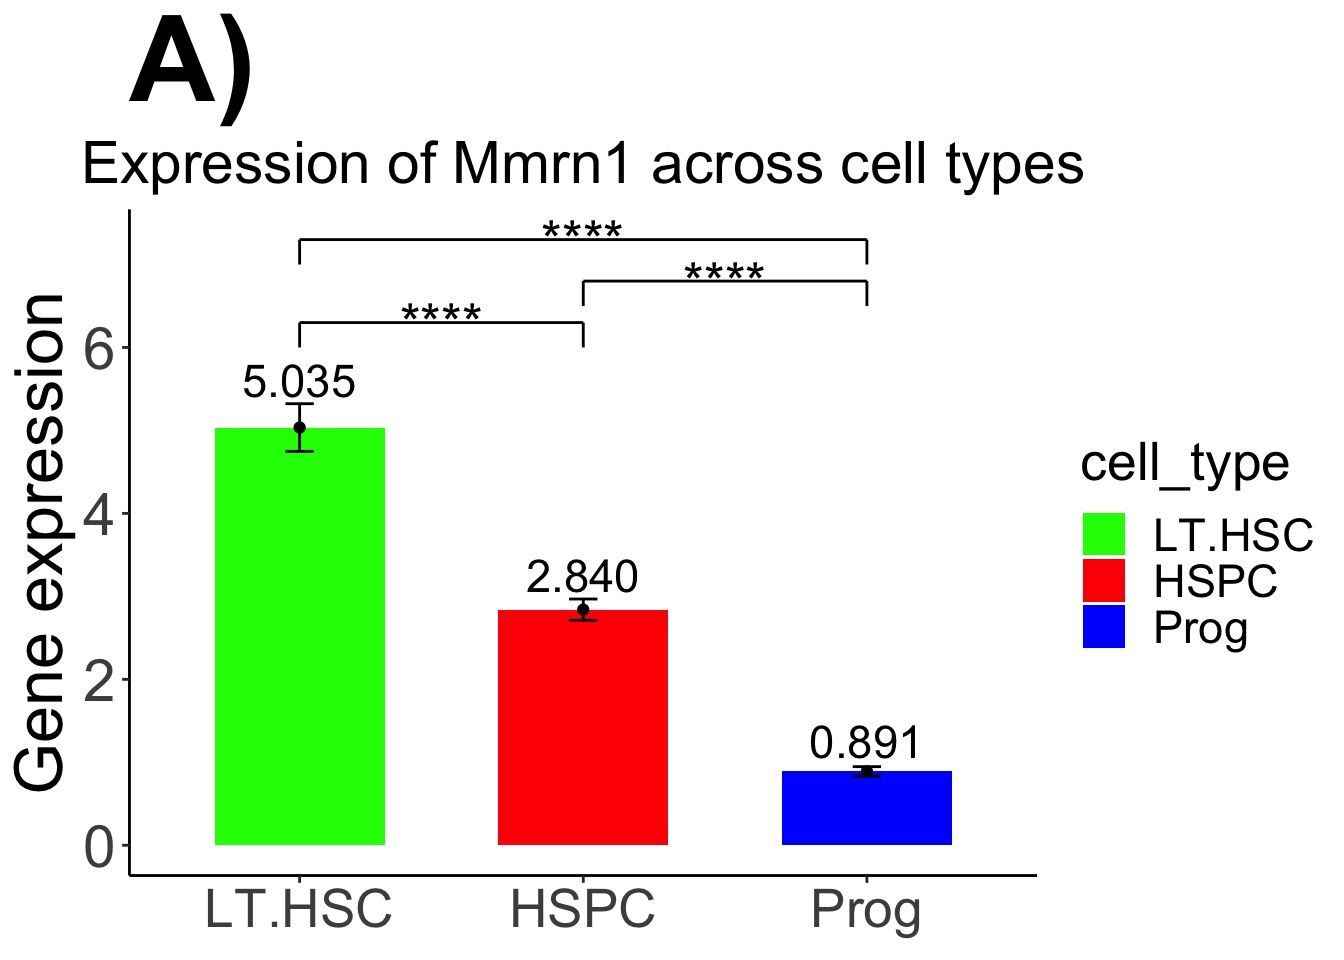 A)
Expression of Mmrn1 across cell types
****
****
****
Gene expression
6
4
2
0
5.035
2.840
0.891
LT.HSC
HSPC
Prog
cell_type
LT.HSC
HSPC
Prog